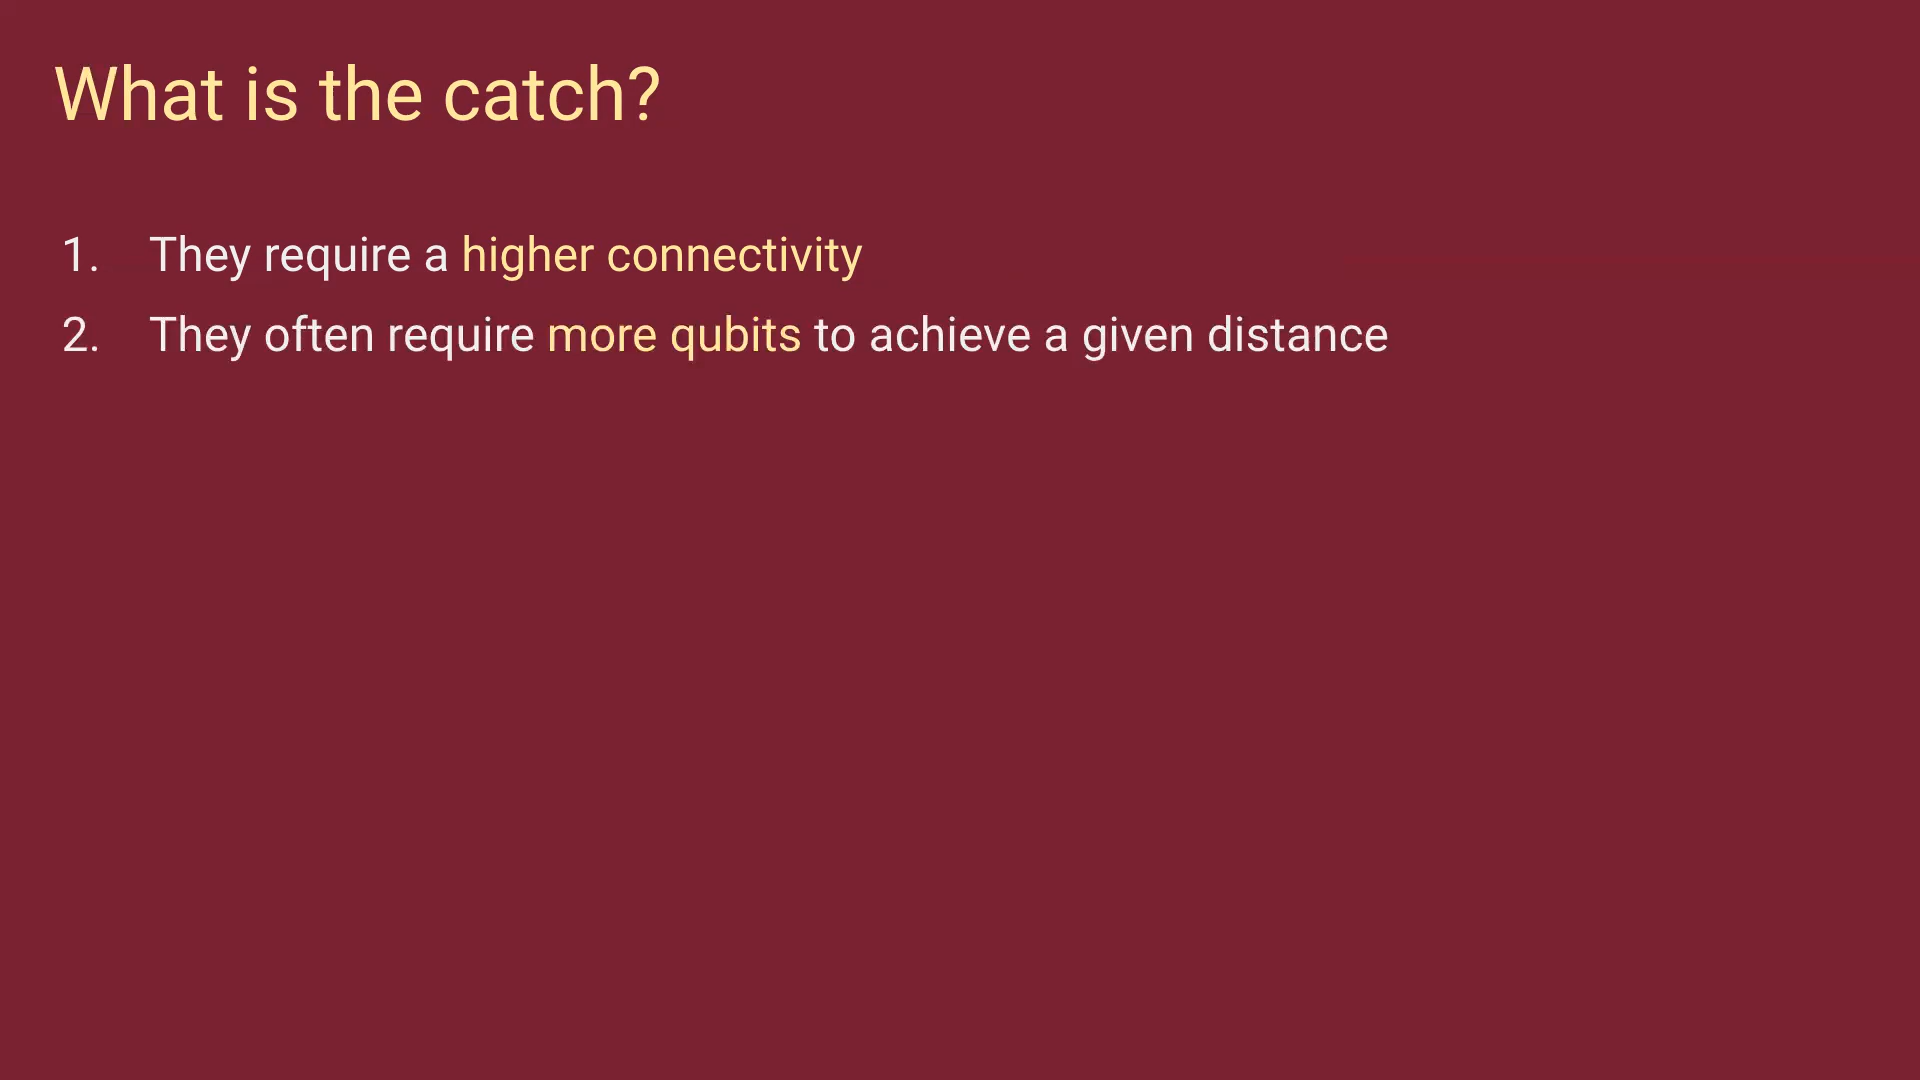 What is the catch?
1. They require a higher connectivity
2. They often require more qubits to achieve a given distance